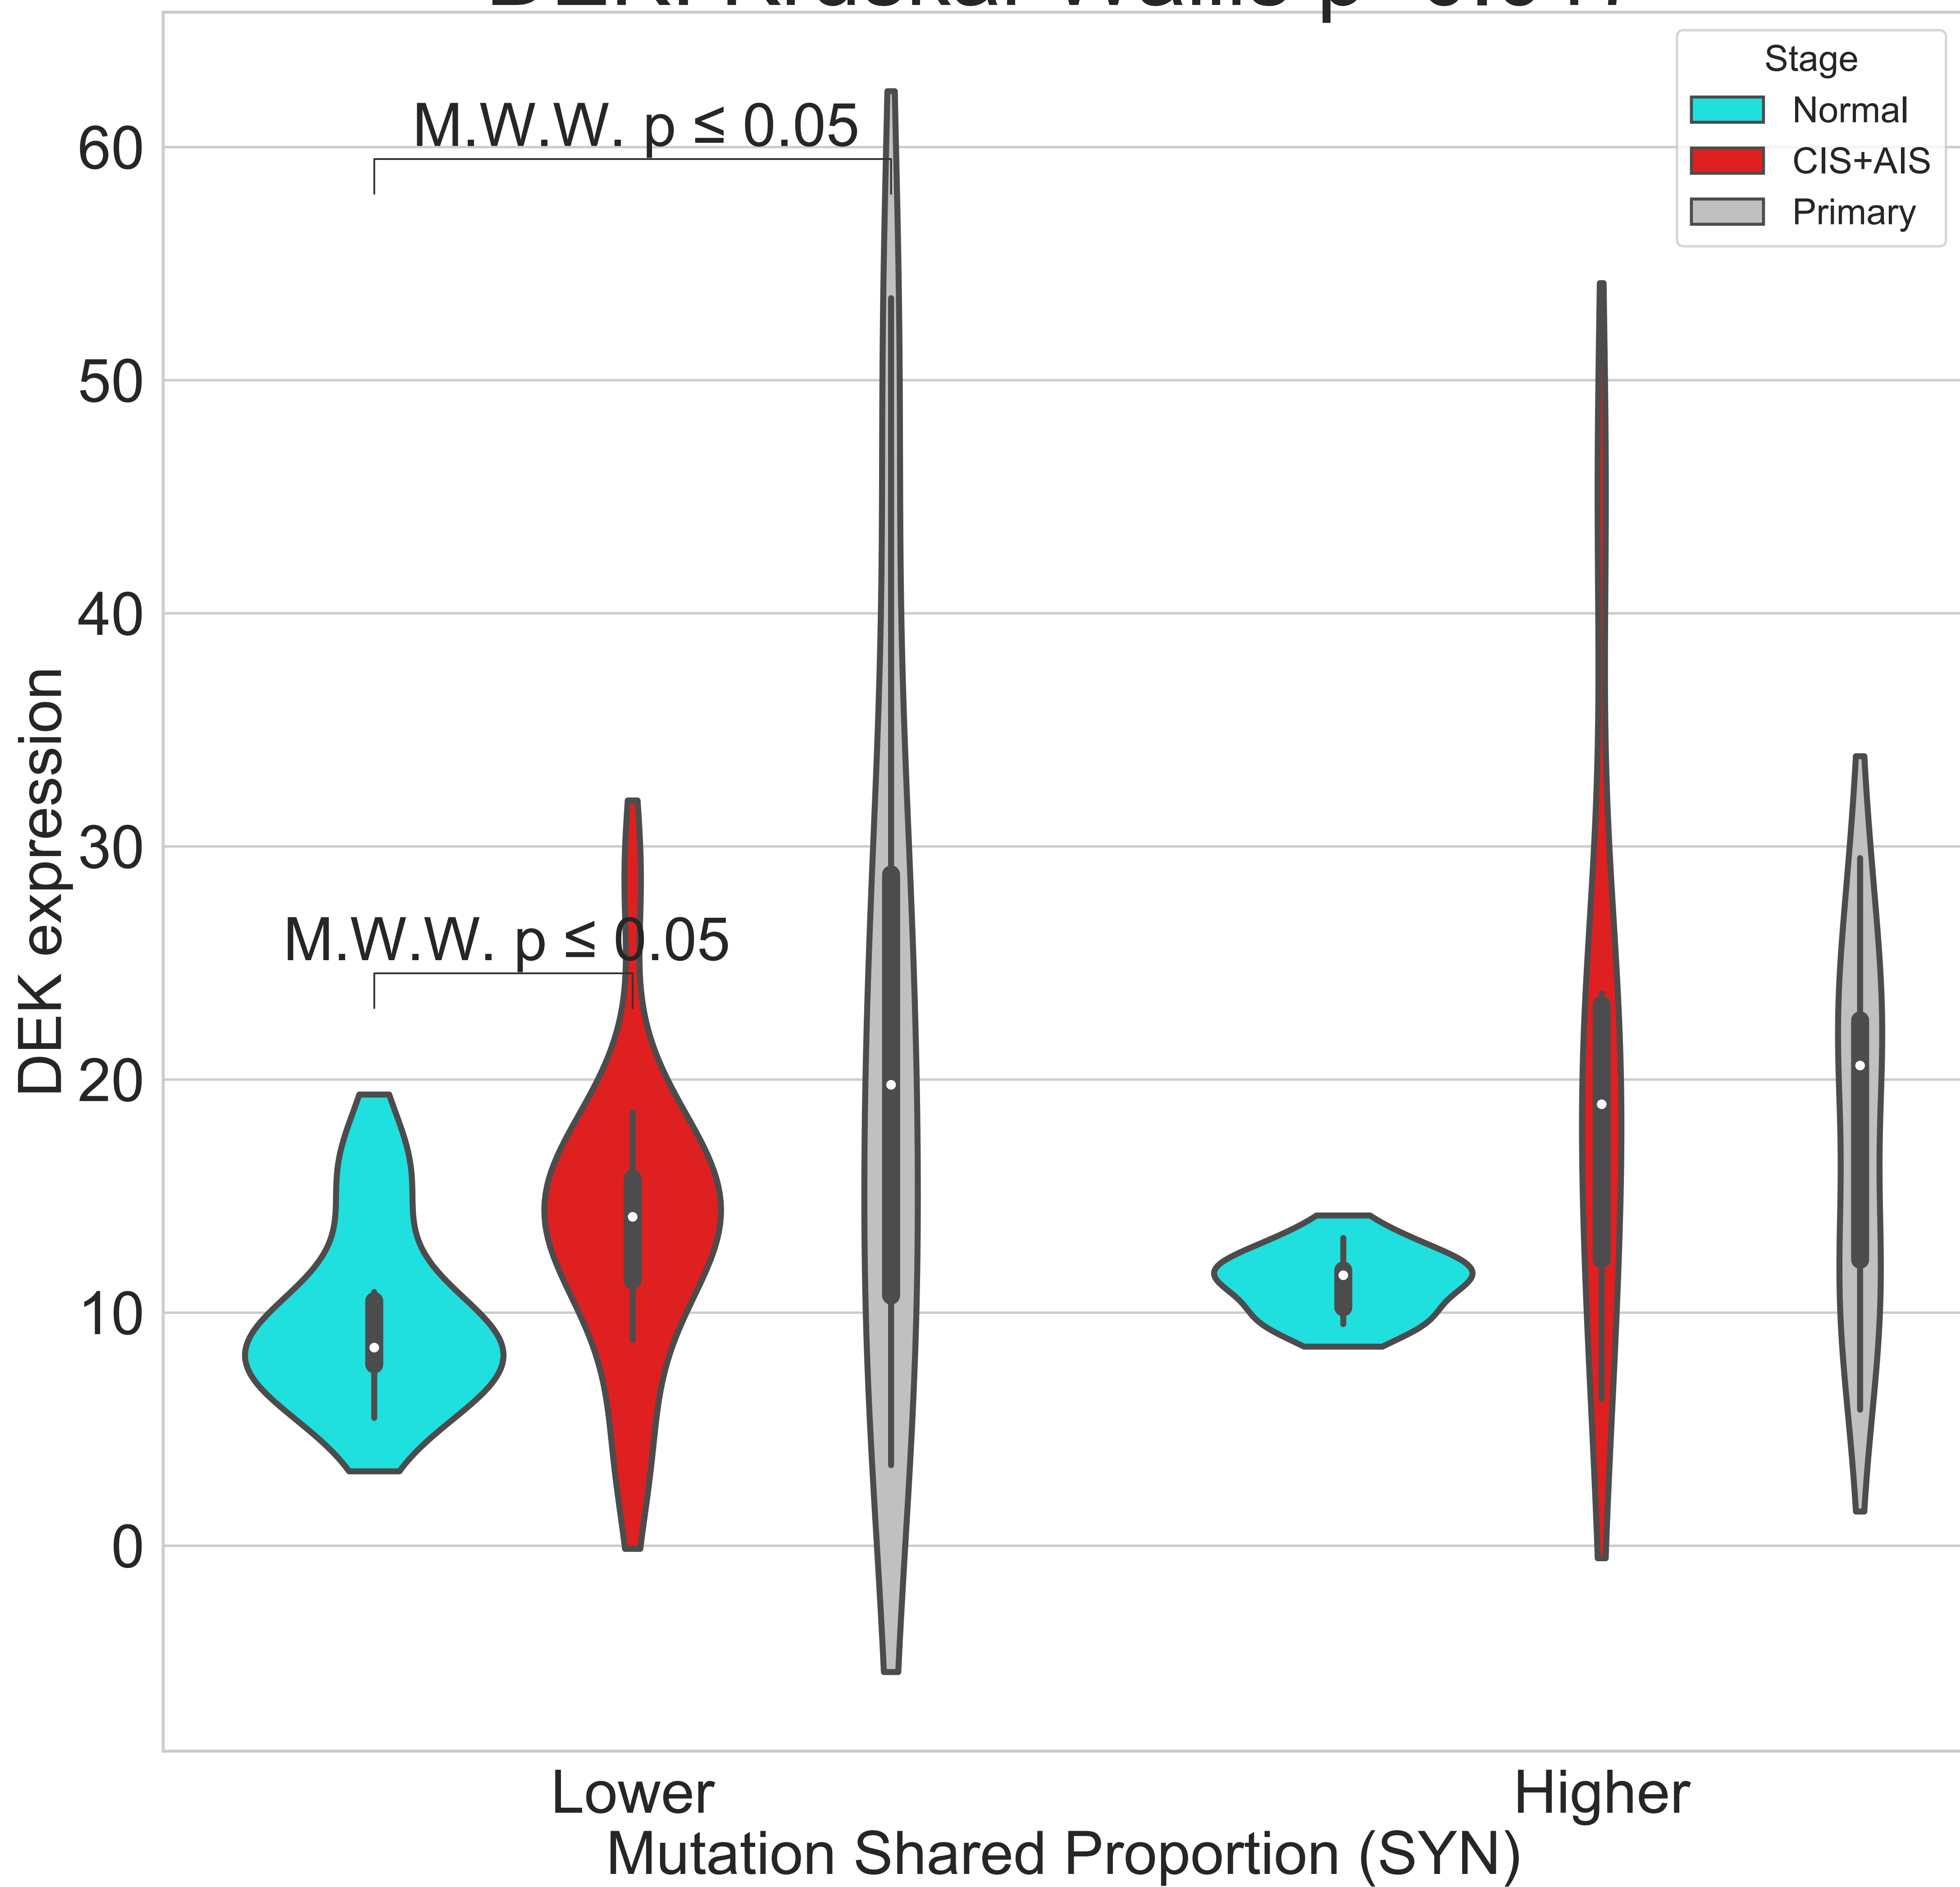 Stage
Normal
CIS+AIS
Primary
M.W.W. p ≤ 0.05
M.W.W. p ≤ 0.05
60
50
40
30
20
10
0
DEK expression
Lower
Higher
Mutation Shared Proportion (SYN)